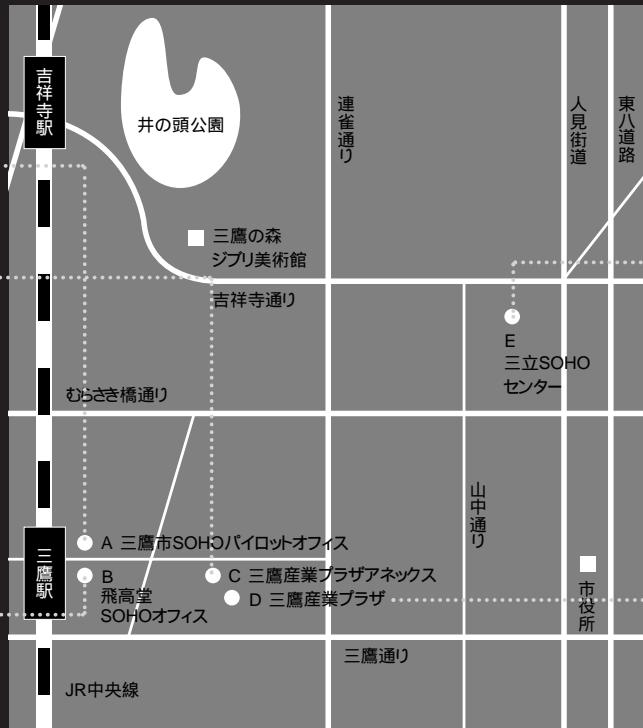 吉祥寺駅
井の頭公園
連雀通り
人見街道
東八道路
三鷹の森
ジブリ美術館
吉祥寺通り
E
三立SOHO
センター
むらさき橋通り
山中通り
A 三鷹市SOHOパイロットオフィス
三鷹駅
B
飛高堂
SOHOオフィス
C 三鷹産業プラザアネックス
D 三鷹産業プラザ
市役所
三鷹通り
JR中央線